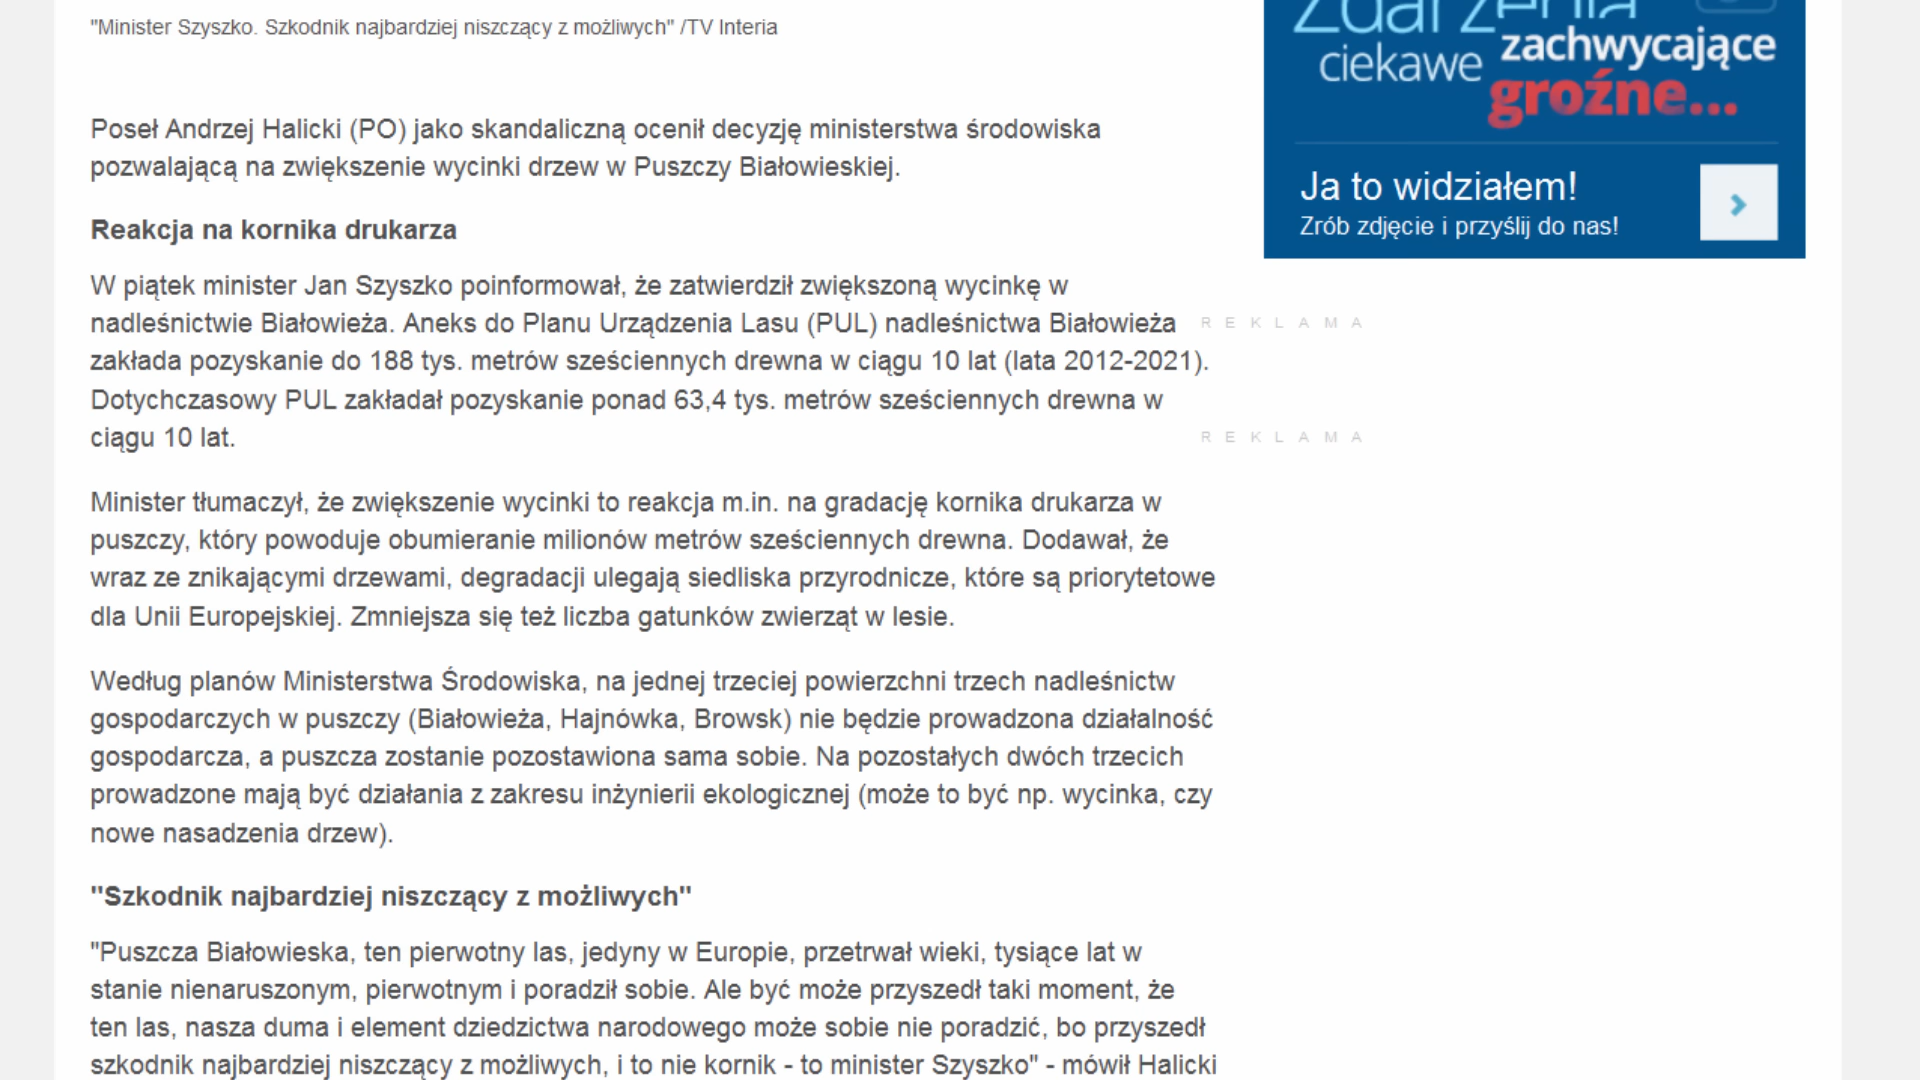 "Minister Szyszko. Szkodnik najbardziej niszczący z możliwych" /TV Interia
Poseł Andrzej Halicki (PO) jako skandaliczną ocenił decyzję ministerstwa środowiska
pozwalającą na zwiększenie wycinki drzew w Puszczy Białowieskiej.
Reakcja na kornika drukarza
W piątek minister Jan Szyszko poinformował, że zatwierdził zwiększoną wycinkę w
nadleśnictwie Białowieża. Aneks do Planu Urządzenia Lasu (PUL) nadleśnictwa Białowieża
zakłada pozyskanie do 188 tys. metrów sześciennych drewna w ciągu 10 lat (lata 2012-2021).
Dotychczasowy PUL zakładał pozyskanie ponad 63,4 tys. metrów sześciennych drewna w
ciągu 10 lat.
Minister tłumaczył, że zwiększenie wycinki to reakcja m.in. na gradację kornika drukarza w
puszczy, który powoduje obumieranie milionów metrów sześciennych drewna. Dodawał, że
wraz ze znikającymi drzewami, degradacji ulegają siedliska przyrodnicze, które są priorytetowe
dla Unii Europejskiej. Zmniejsza się też liczba gatunków zwierząt w lesie.
Według planów Ministerstwa Środowiska, na jednej trzeciej powierzchni trzech nadleśnictw
gospodarczych w puszczy (Białowieża, Hajnówka, Browsk) nie będzie prowadzona działalność
gospodarcza, a puszcza zostanie pozostawiona sama sobie. Na pozostałych dwóch trzecich
prowadzone mają być działania z zakresu inżynierii ekologicznej (może to być np. wycinka, czy
nowe nasadzenia drzew).
"Szkodnik najbardziej niszczący z możliwych"
"Puszcza Białowieska, ten pierwotny las, jedyny w Europie, przetrwał wieki, tysiące lat w
stanie nienaruszonym, pierwotnym i poradził sobie. Ale być może przyszedł taki moment, że
ten las, nasza duma i element dziedzictwa narodowego może sobie nie poradzić, bo przyszedł
szkodnik najbardziej niszczący z możliwych, i to nie kornik - to minister Szyszko" - mówił Halicki
Zdarzenia
ciekawe zachwycające
groźne...
Ja to widziałem!
Zrób zdjęcie i przyślij do nas!
REKLAMA
REKLAMA